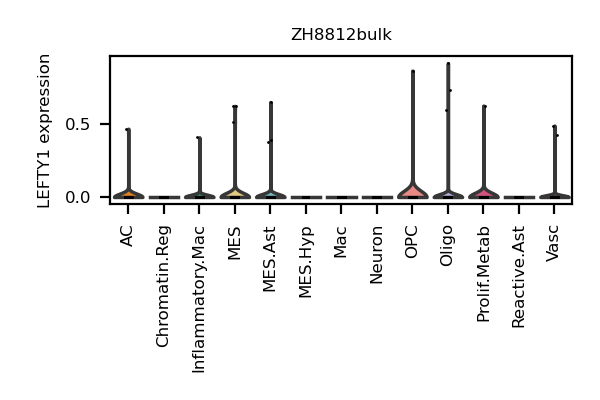 ZH8812bulk
LEFTY1 expression
0.5
0.0
AC
Chromatin.Reg
Inflammatory.Mac
MES
MES.Ast
MES.Hyp
Mac
Neuron
OPC
Oligo
Prolif.Metab
Reactive.Ast
Vasc